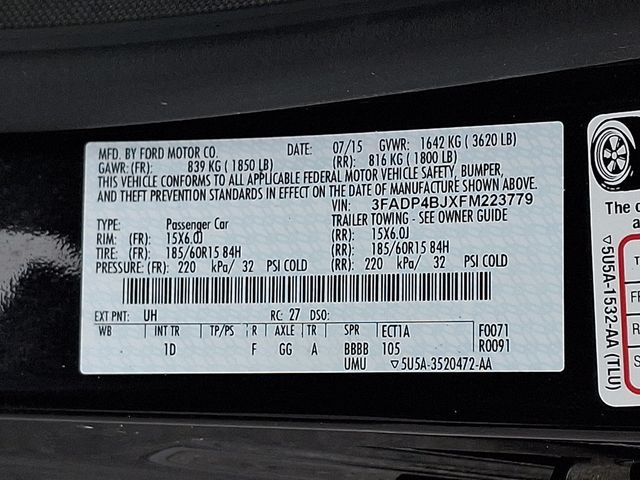 MFD. BY FORD MOTOR CO. DATE: 07/15 GVWR: 1642 KG ( 3620 LB)
GAWR: (FR): 839 KG ( 1850 LB) (RR): 816 KG ( 1800 LB)
THIS VEHICLE CONFORMS TO ALL APPLICABLE FEDERAL MOTOR VEHICLE SAFETY, BUMPER,
AND THEFT PREVENTION STANDARDS IN EFFECT ON THE DATE OF MANUFACTURE SHOWN ABOVE.
VIN: 3FADP4BJXFM223779
TYPE: Passenger Car TRAILER TOWING - SEE OWNER GUIDE
RIM: (FR): 15X6.0J (RR): 15X6.0J
TIRE: (FR): 185/60R15 84H (RR): 185/60R15 84H
PRESSURE: (FR) 220 kPa/ 32 PSI COLD (RR): 220 kPa/ 32 PSI COLD
EXT PNT: UH RC: 27 DSO:
WB INT TR TP/PS R AXLE TR SPR ECT1A F0071
1D F GG A BBBB 105 R0091
UMU ▽5U5A-3520472-AA
The c
a
T
FR
R
S
▽5U5A-1532-AA (TLU)